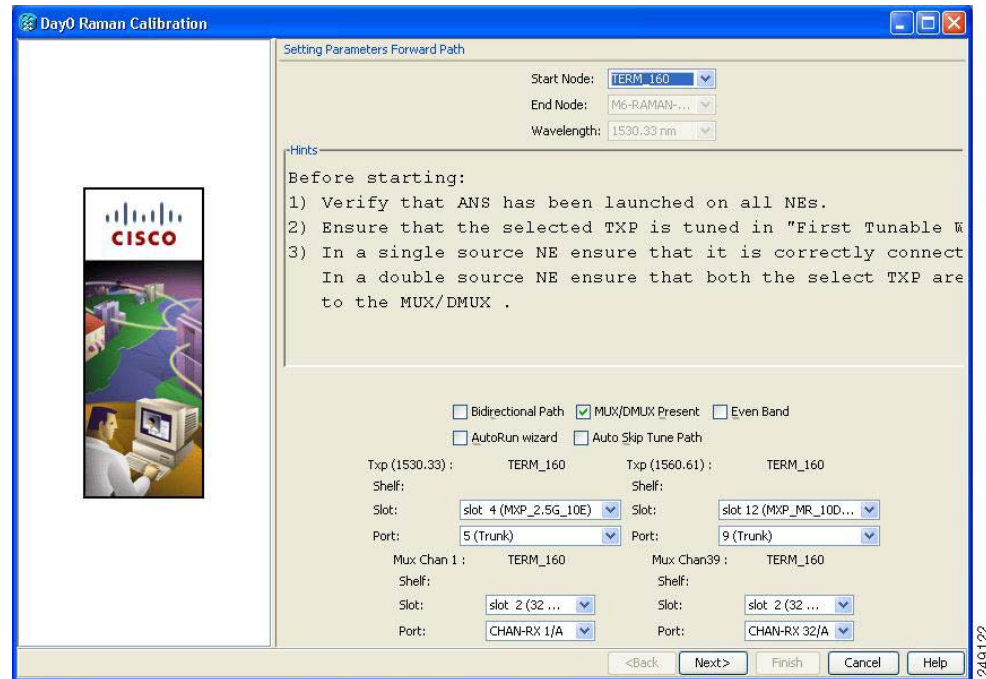 Day0 Raman Calibration
Setting Parameters Forward Path
Start Node: TERM_160
End Node: M6-RAMAN-...
Wavelength: 1530.33 nm
Hints
Before starting:
1) Verify that ANS has been launched on all NEs.
2) Ensure that the selected TXP is tuned in "First Tunable W
3) In a single source NE ensure that it is correctly connect
In a double source NE ensure that both the select TXP are
to the MUX/DMUX .
CISCO
Bidirectional Path MUX/DMUX Present Even Band
AutoRun wizard Auto Skip Tune Path
Txp (1530.33) : TERM_160 Txp (1560.61) : TERM_160
Shelf: Shelf:
Slot: slot 4 (MXP_2.5G_10E) Slot: slot 12 (MXP_MR_10D...
Port: 5 (Trunk) Port: 9 (Trunk)
Mux Chan 1 : TERM_160 Mux Chan39 : TERM_160
Shelf: Shelf:
Slot: slot 2 (32 ... Slot: slot 2 (32 ...
Port: CHAN-RX 1/A Port: CHAN-RX 32/A
<Back Next> Finish Cancel Help
249122